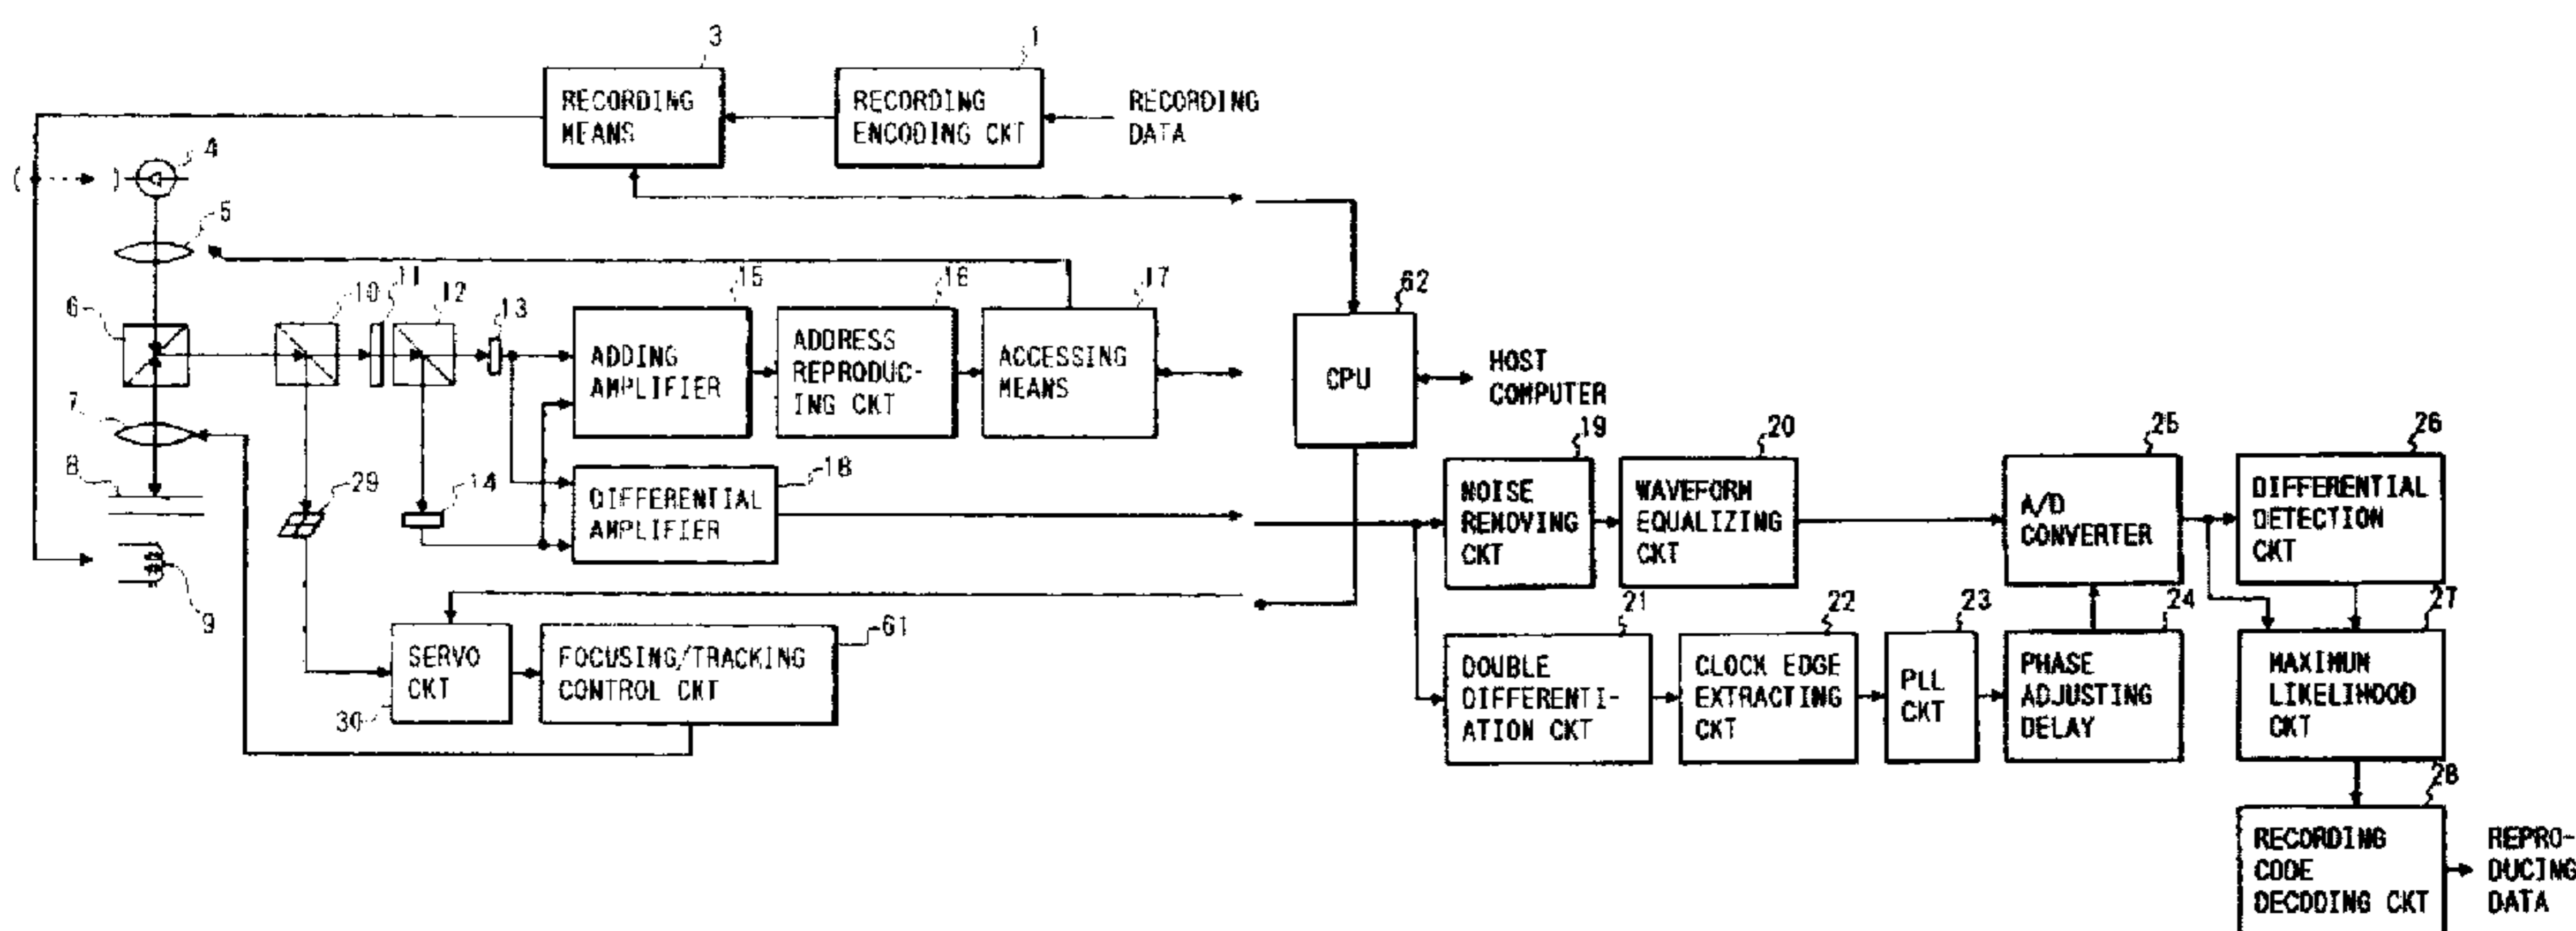 3
1
RECORDING
MEANS
RECORDING
ENCODING CKT
RECORDING
DATA
4
5
6
10
11
12
13
15
16
17
62
ADDING
AMPLIFIER
ADDRESS
REPRODUC-
ING CKT
ACCESSING
MEANS
CPU
HOST
COMPUTER
7
8
29
14
18
DIFFERENTIAL
AMPLIFIER
9
19
20
25
26
NOISE
REMOVING
CKT
WAVEFORM
EQUALIZING
CKT
A/D
CONVERTER
DIFFERENTIAL
DETECTION
CKT
30
SERVO
CKT
61
FOCUSING/TRACKING
CONTROL CKT
21
22
23
24
27
DOUBLE
DIFFERENTI-
ATION CKT
CLOCK EDGE
EXTRACTING
CKT
PLL
CKT
PHASE
ADJUSTING
DELAY
MAXIMUM
LIKELIHOOD
CKT
28
RECORDING
CODE
DECODING CKT
REPRO-
DUCING
DATA